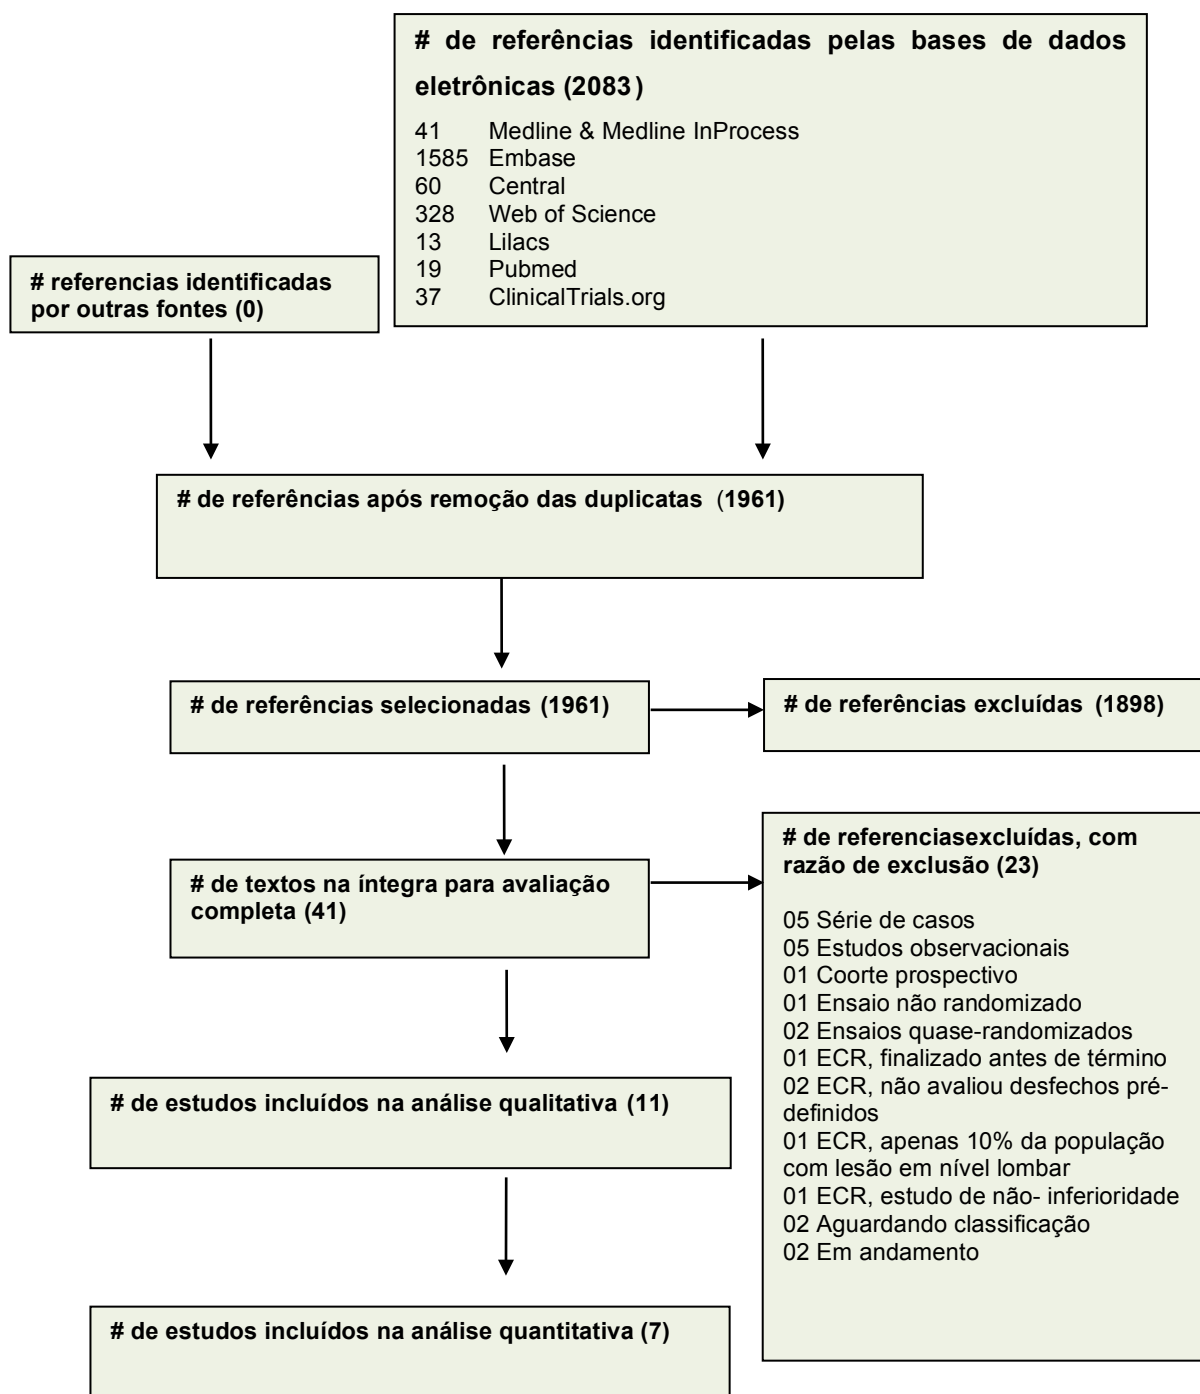 # de referências identificadas pelas bases de dados
eletrônicas (2083)
41 Medline & Medline InProcess
1585 Embase
60 Central
328 Web of Science
13 Lilacs
19 Pubmed
37 ClinicalTrials.org
# referencias identificadas
por outras fontes (0)
# de referências após remoção das duplicatas (1961)
# de referências selecionadas (1961)
# de referências excluídas (1898)
# de textos na íntegra para avaliação
completa (41)
# de referenciasexcluídas, com
razão de exclusão (23)
05 Série de casos
05 Estudos observacionais
01 Coorte prospectivo
01 Ensaio não randomizado
02 Ensaios quase-randomizados
01 ECR, finalizado antes de término
02 ECR, não avaliou desfechos pré-
definidos
01 ECR, apenas 10% da população
com lesão em nível lombar
01 ECR, estudo de não- inferioridade
02 Aguardando classificação
02 Em andamento
# de estudos incluídos na análise qualitativa (11)
# de estudos incluídos na análise quantitativa (7)